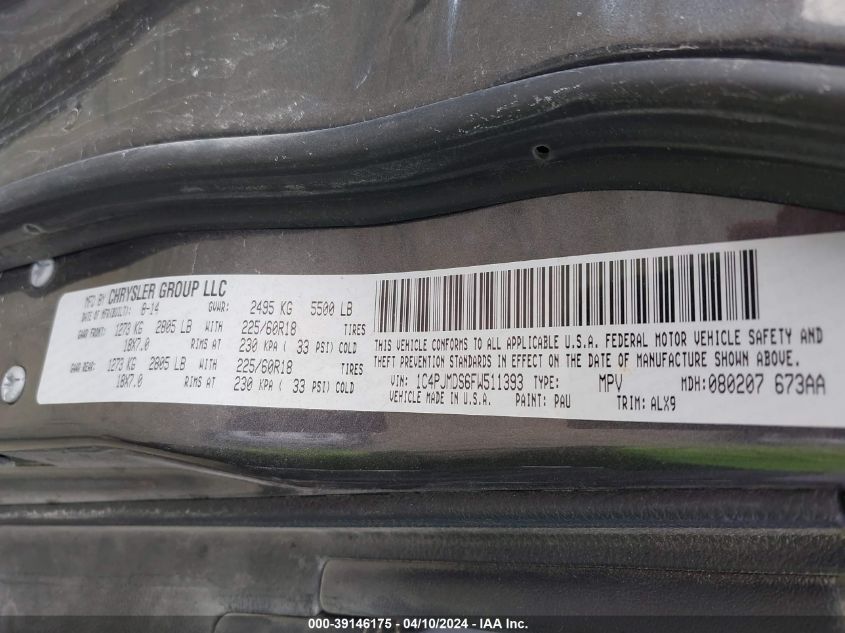 MFD BY CHRYSLER GROUP LLC
DATE OF MFR(BUILT): 8-14 GVWR: 2495 KG 5500 LB
GAWR FRONT: 1273 KG 2805 LB WITH 225/60R18 TIRES
18X7.0 RIMS AT 230 KPA ( 33 PSI) COLD
GAWR REAR: 1273 KG 2805 LB WITH 225/60R18 TIRES
18X7.0 RIMS AT 230 KPA ( 33 PSI) COLD
THIS VEHICLE CONFORMS TO ALL APPLICABLE U.S.A. FEDERAL MOTOR VEHICLE SAFETY AND
THEFT PREVENTION STANDARDS IN EFFECT ON THE DATE OF MANUFACTURE SHOWN ABOVE.
VIN: 1C4PJMDS6FW511393 TYPE: MPV MDH:080207 673AA
VEHICLE MADE IN U.S.A. PAINT: PAU TRIM: ALX9
000-39146175 - 04/10/2024 - IAA Inc.